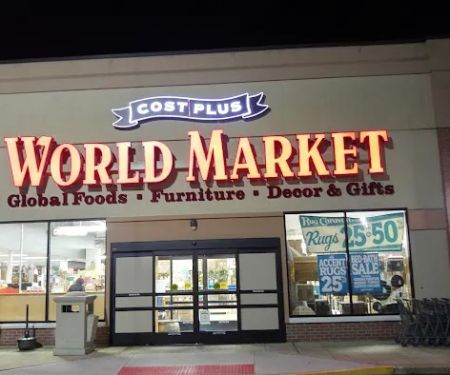 COST PLUS
WORLD MARKET
Global Foods • Furniture • Decor & Gifts
Rugs 25 50
ACCENT RUGS 25
BED•BATH SALE